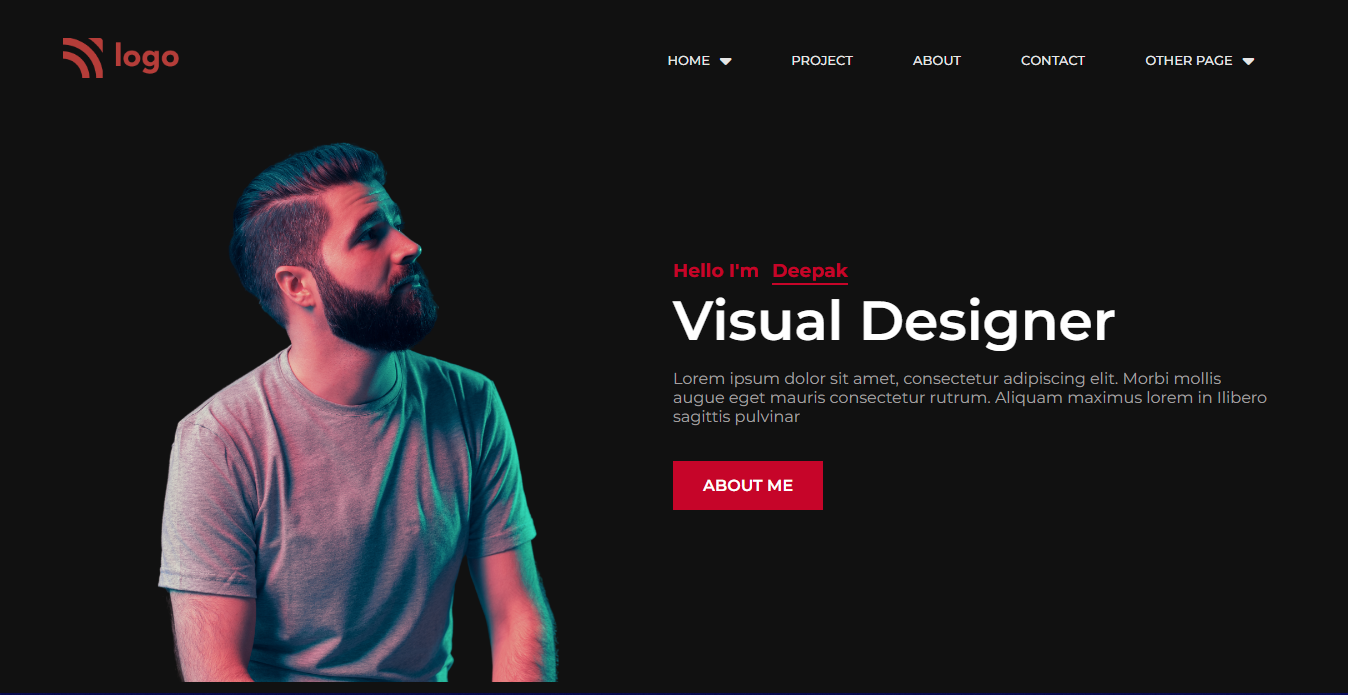 logo
HOME PROJECT ABOUT CONTACT OTHER PAGE
Hello I'm Deepak
Visual Designer
Lorem ipsum dolor sit amet, consectetur adipiscing elit. Morbi mollis
augue eget mauris consectetur rutrum. Aliquam maximus lorem in Ilibero
sagittis pulvinar
ABOUT ME